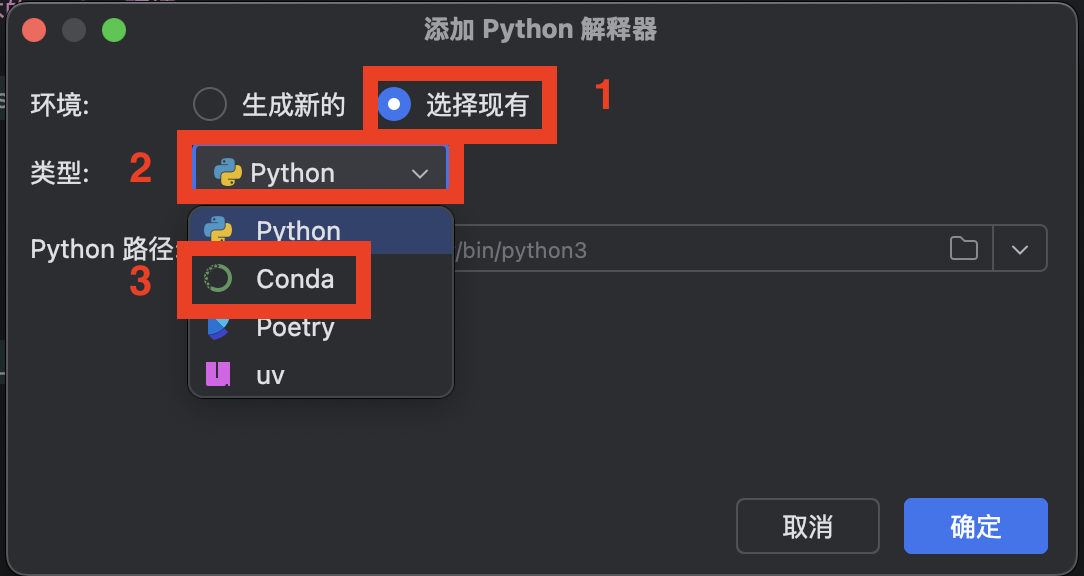 添加 Python 解释器
环境: 生成新的 选择现有 1
类型: 2 Python
Python 路径: /bin/python3
Python
3 Conda
Poetry
uv
取消 确定